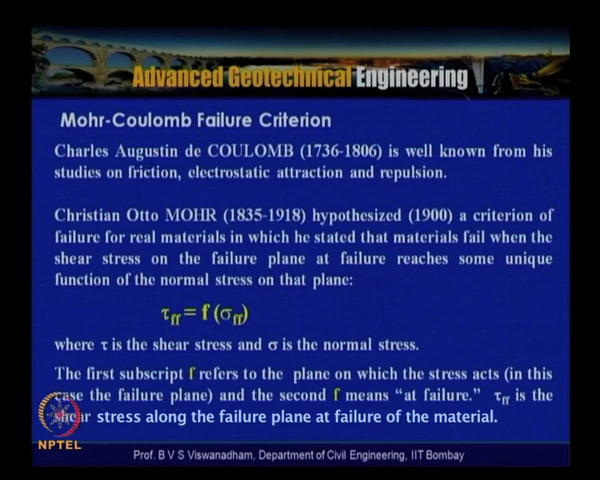 Advanced Geotechnical Engineering
Mohr-Coulomb Failure Criterion
Charles Augustin de COULOMB (1736-1806) is well known from his
studies on friction, electrostatic attraction and repulsion.
Christian Otto MOHR (1835-1918) hypothesized (1900) a criterion of
failure for real materials in which he stated that materials fail when the
shear stress on the failure plane at failure reaches some unique
function of the normal stress on that plane:
τff = f (σff)
where τ is the shear stress and σ is the normal stress.
The first subscript f refers to the plane on which the stress acts (in this
case the failure plane) and the second f means “at failure.” τff is the
shear stress along the failure plane at failure of the material.
NPTEL
Prof. B V S Viswanadham, Department of Civil Engineering, IIT Bombay